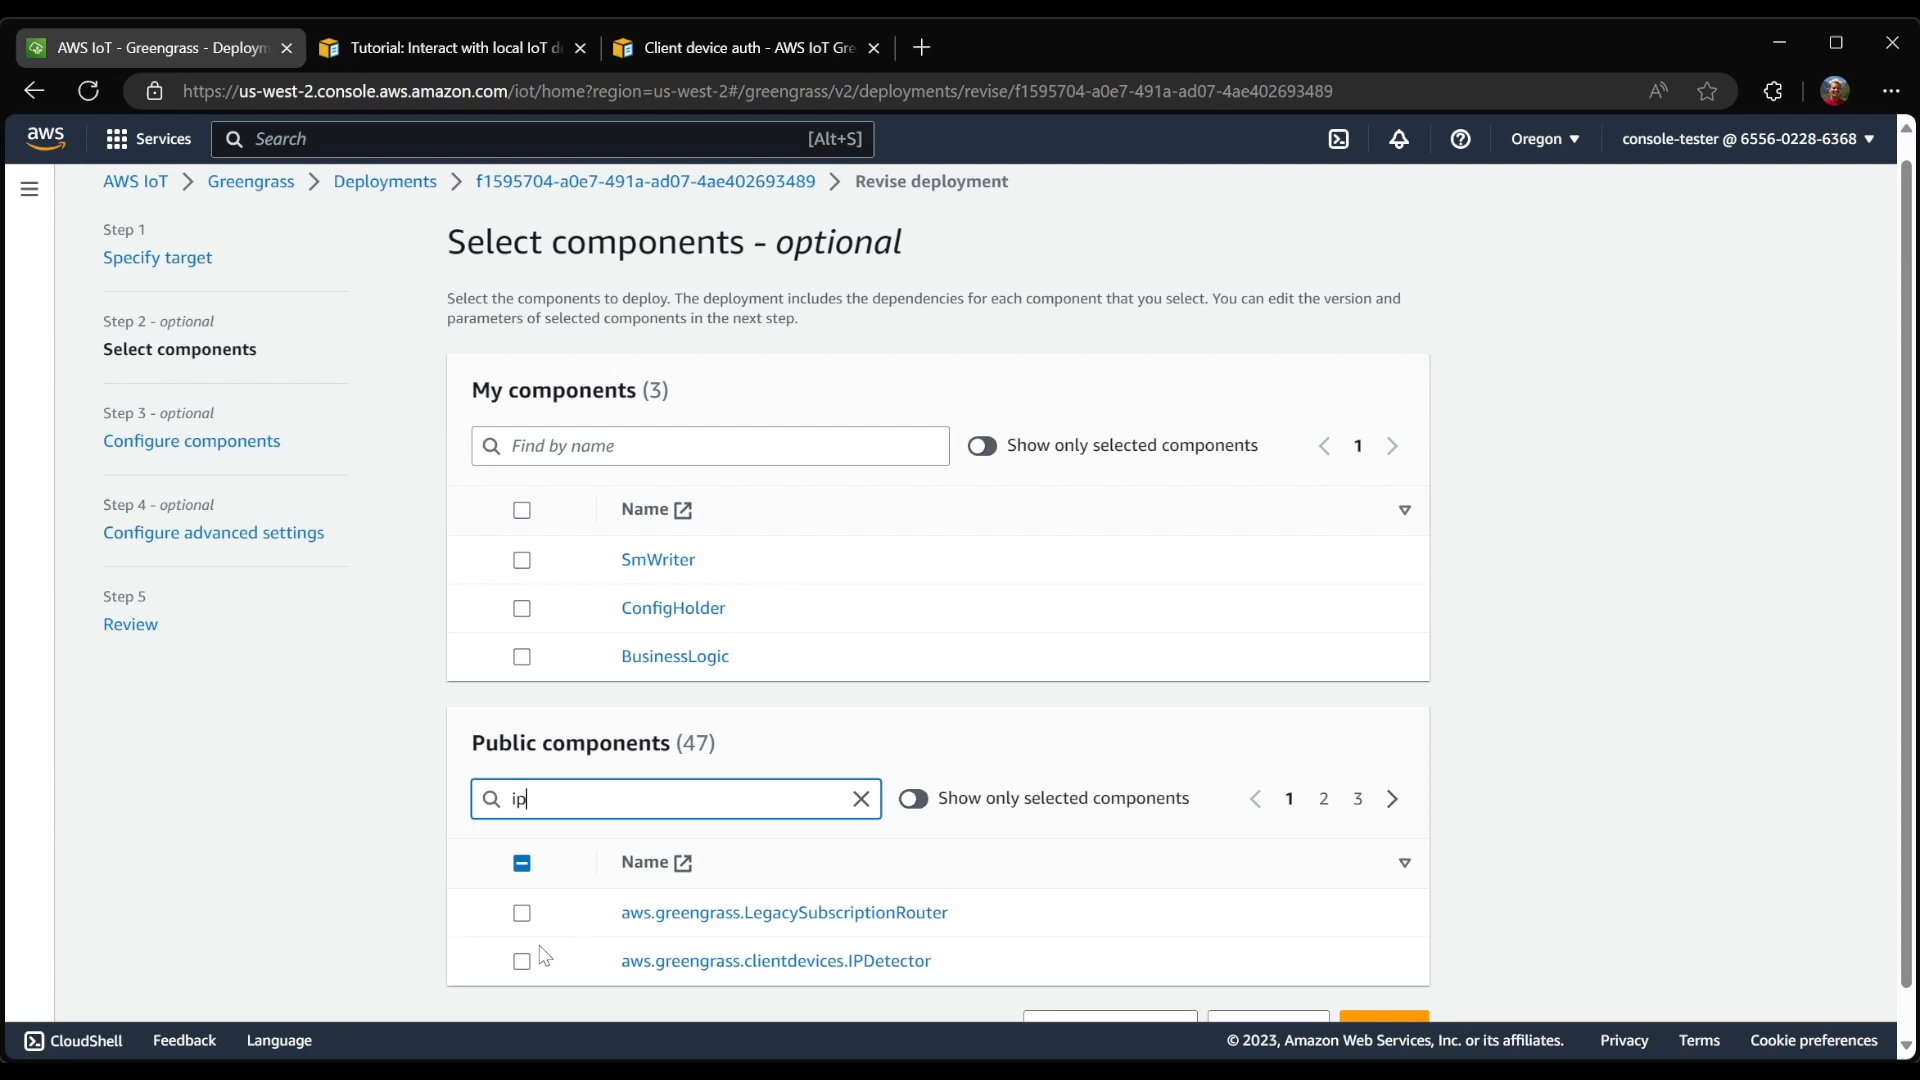 AWS IoT - Greengrass - Deploym
Tutorial: Interact with local IoT d
Client device auth - AWS IoT Gre
https://us-west-2.console.aws.amazon.com/iot/home?region=us-west-2#/greengrass/v2/deployments/revise/f1595704-a0e7-491a-ad07-4ae402693489
aws
Services
Search
[Alt+S]
Oregon
console-tester @ 6556-0228-6368
AWS IoT > Greengrass > Deployments > f1595704-a0e7-491a-ad07-4ae402693489 > Revise deployment
Step 1
Specify target
Step 2 - optional
Select components
Step 3 - optional
Configure components
Step 4 - optional
Configure advanced settings
Step 5
Review
Select components - optional
Select the components to deploy. The deployment includes the dependencies for each component that you select. You can edit the version and
parameters of selected components in the next step.
My components (3)
Find by name
Show only selected components
1
Name
SmWriter
ConfigHolder
BusinessLogic
Public components (47)
ip
Show only selected components
1 2 3
Name
aws.greengrass.LegacySubscriptionRouter
aws.greengrass.clientdevices.IPDetector
CloudShell
Feedback
Language
© 2023, Amazon Web Services, Inc. or its affiliates.
Privacy
Terms
Cookie preferences